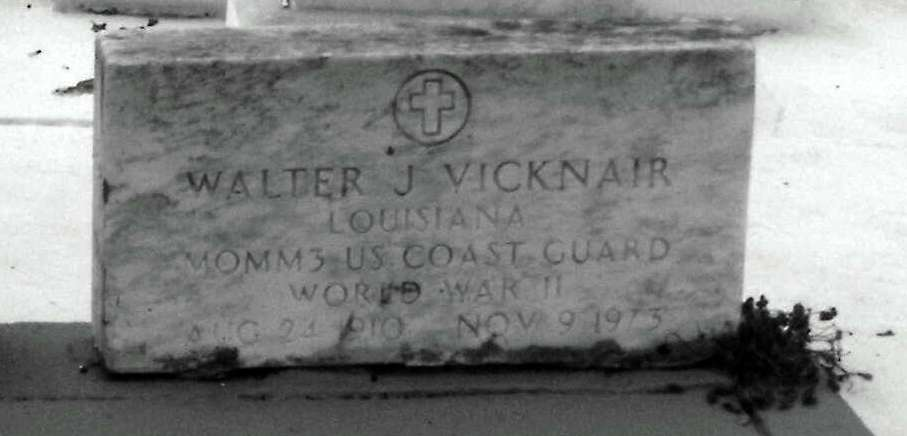 WALTER J VICKNAIR
LOUISIANA
MOMM3 US COAST GUARD
WORLD WAR II
AUG 24 1910 NOV 9 1973